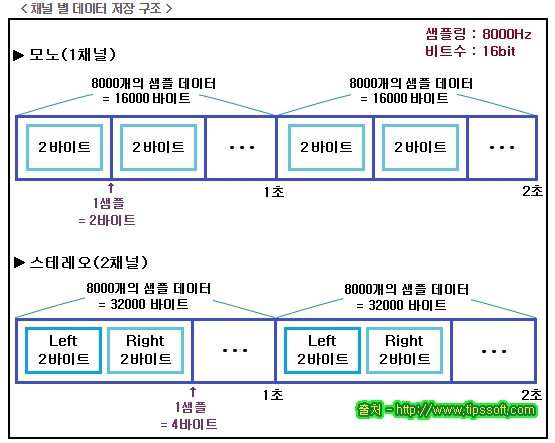 < 채널 별 데이터 저장 구조 >
샘플링 : 8000Hz
비트수 : 16bit
▶ 모노(1채널)
8000개의 샘플 데이터
= 16000 바이트
8000개의 샘플 데이터
= 16000 바이트
2바이트
2바이트
...
2바이트
2바이트
...
1초
2초
↑
1샘플
= 2바이트
▶ 스테레오(2채널)
8000개의 샘플 데이터
= 32000 바이트
8000개의 샘플 데이터
= 32000 바이트
Left
2바이트
Right
2바이트
...
Left
2바이트
Right
2바이트
...
1초
2초
↑
1샘플
= 4바이트
출처 - http://www.tipssoft.com